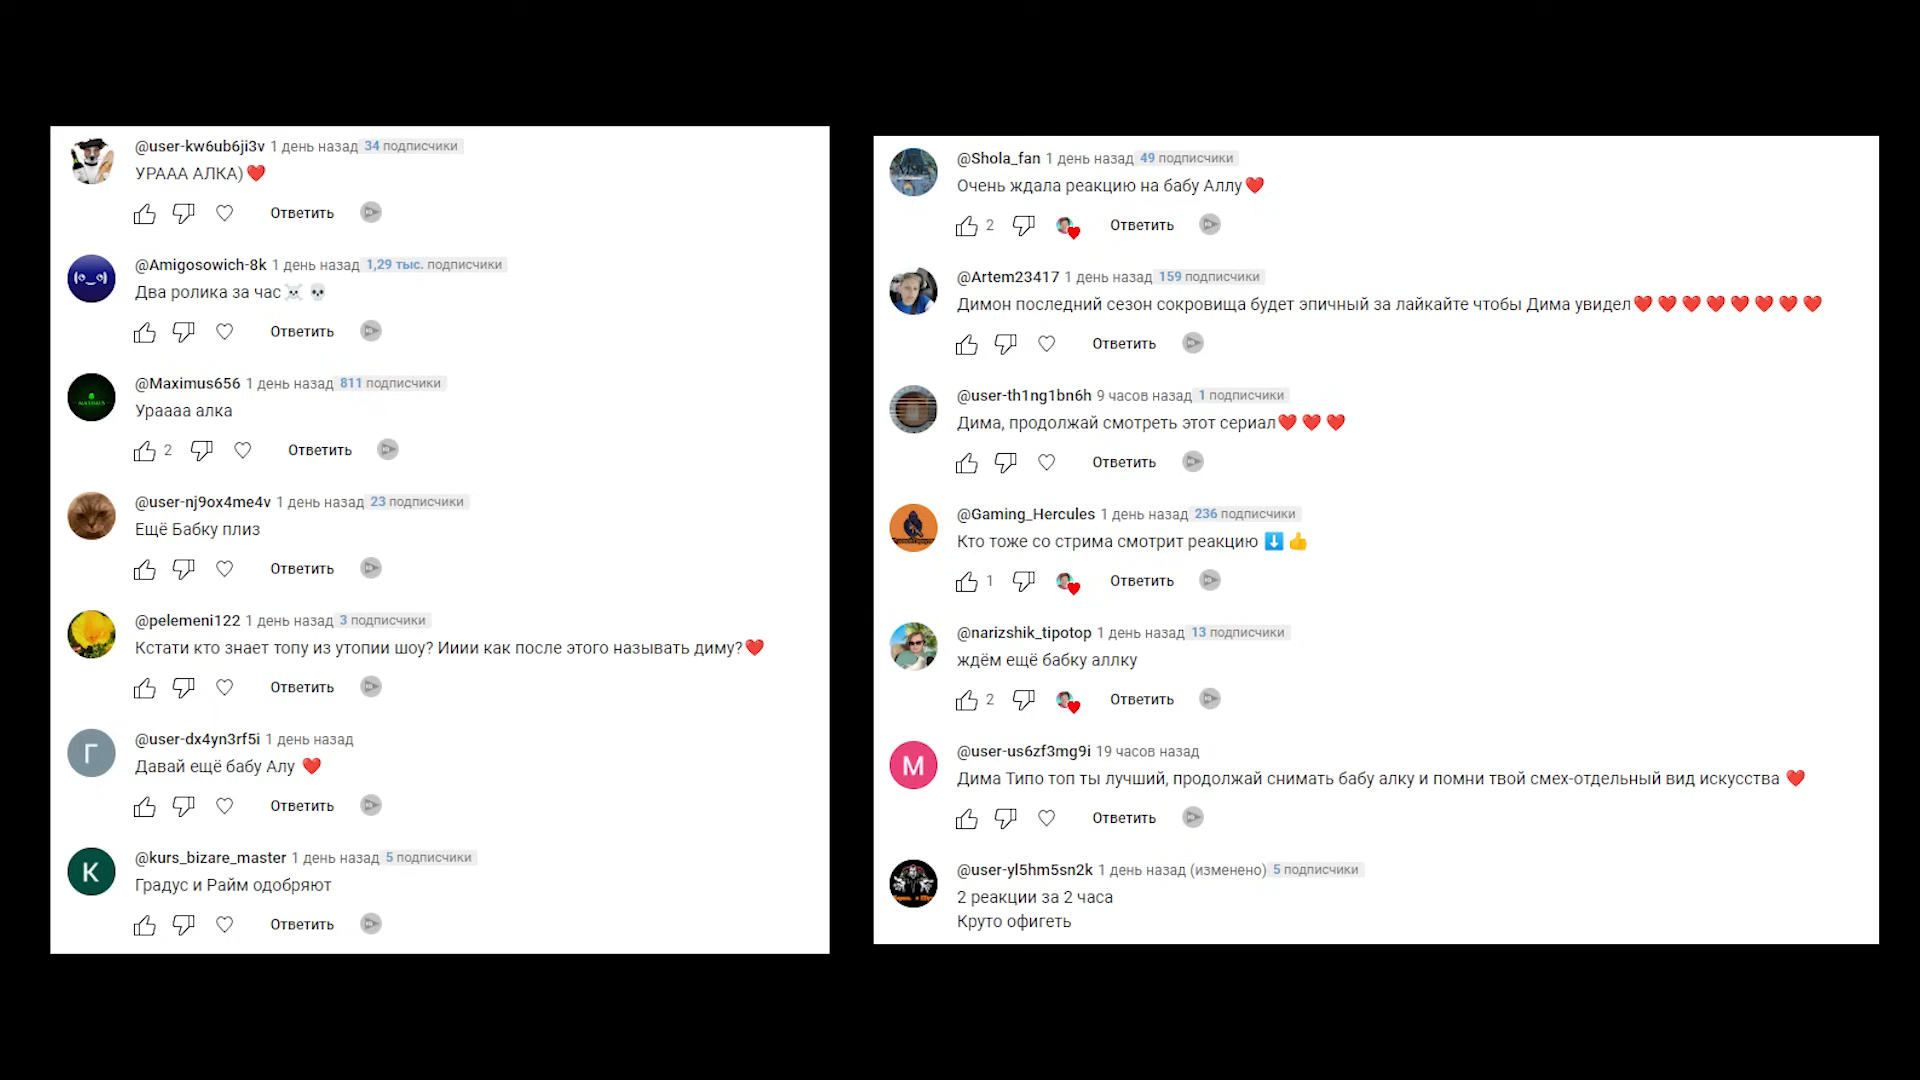 @user-kw6ub6ji3v 1 день назад 34 подписчики
УРААА АЛКА)❤️
Ответить
@Amigosowich-8k 1 день назад 1,29 тыс. подписчики
Два ролика за час☠️ 💀
Ответить
@Maximus656 1 день назад 811 подписчики
Ураааа алка
2 Ответить
@user-nj9ox4me4v 1 день назад 23 подписчики
Ещё Бабку плиз
Ответить
@pelemeni122 1 день назад 3 подписчики
Кстати кто знает топу из утопии шоу? Ииии как после этого называть диму?❤️
Ответить
Г
@user-dx4yn3rf5i 1 день назад
Давай ещё бабу Алу ❤️
Ответить
K
@kurs_bizare_master 1 день назад 5 подписчики
Градус и Райм одобряют
Ответить
@Shola_fan 1 день назад 49 подписчики
Очень ждала реакцию на бабу Аллу❤️
2 Ответить
@Artem23417 1 день назад 159 подписчики
Димон последний сезон сокровища будет эпичный за лайкайте чтобы Дима увидел❤️ ❤️ ❤️ ❤️ ❤️ ❤️ ❤️ ❤️
Ответить
@user-th1ng1bn6h 9 часов назад 1 подписчики
Дима, продолжай смотреть этот сериал❤️ ❤️ ❤️
Ответить
@Gaming_Hercules 1 день назад 236 подписчики
Кто тоже со стрима смотрит реакцию ⬇️ 👍
1 Ответить
@narizshik_tipotop 1 день назад 13 подписчики
ждём ещё бабку аллку
2 Ответить
M
@user-us6zf3mg9i 19 часов назад
Дима Типо топ ты лучший, продолжай снимать бабу алку и помни твой смех-отдельный вид искусства ❤️
Ответить
@user-yl5hm5sn2k 1 день назад (изменено) 5 подписчики
2 реакции за 2 часа
Круто офигеть